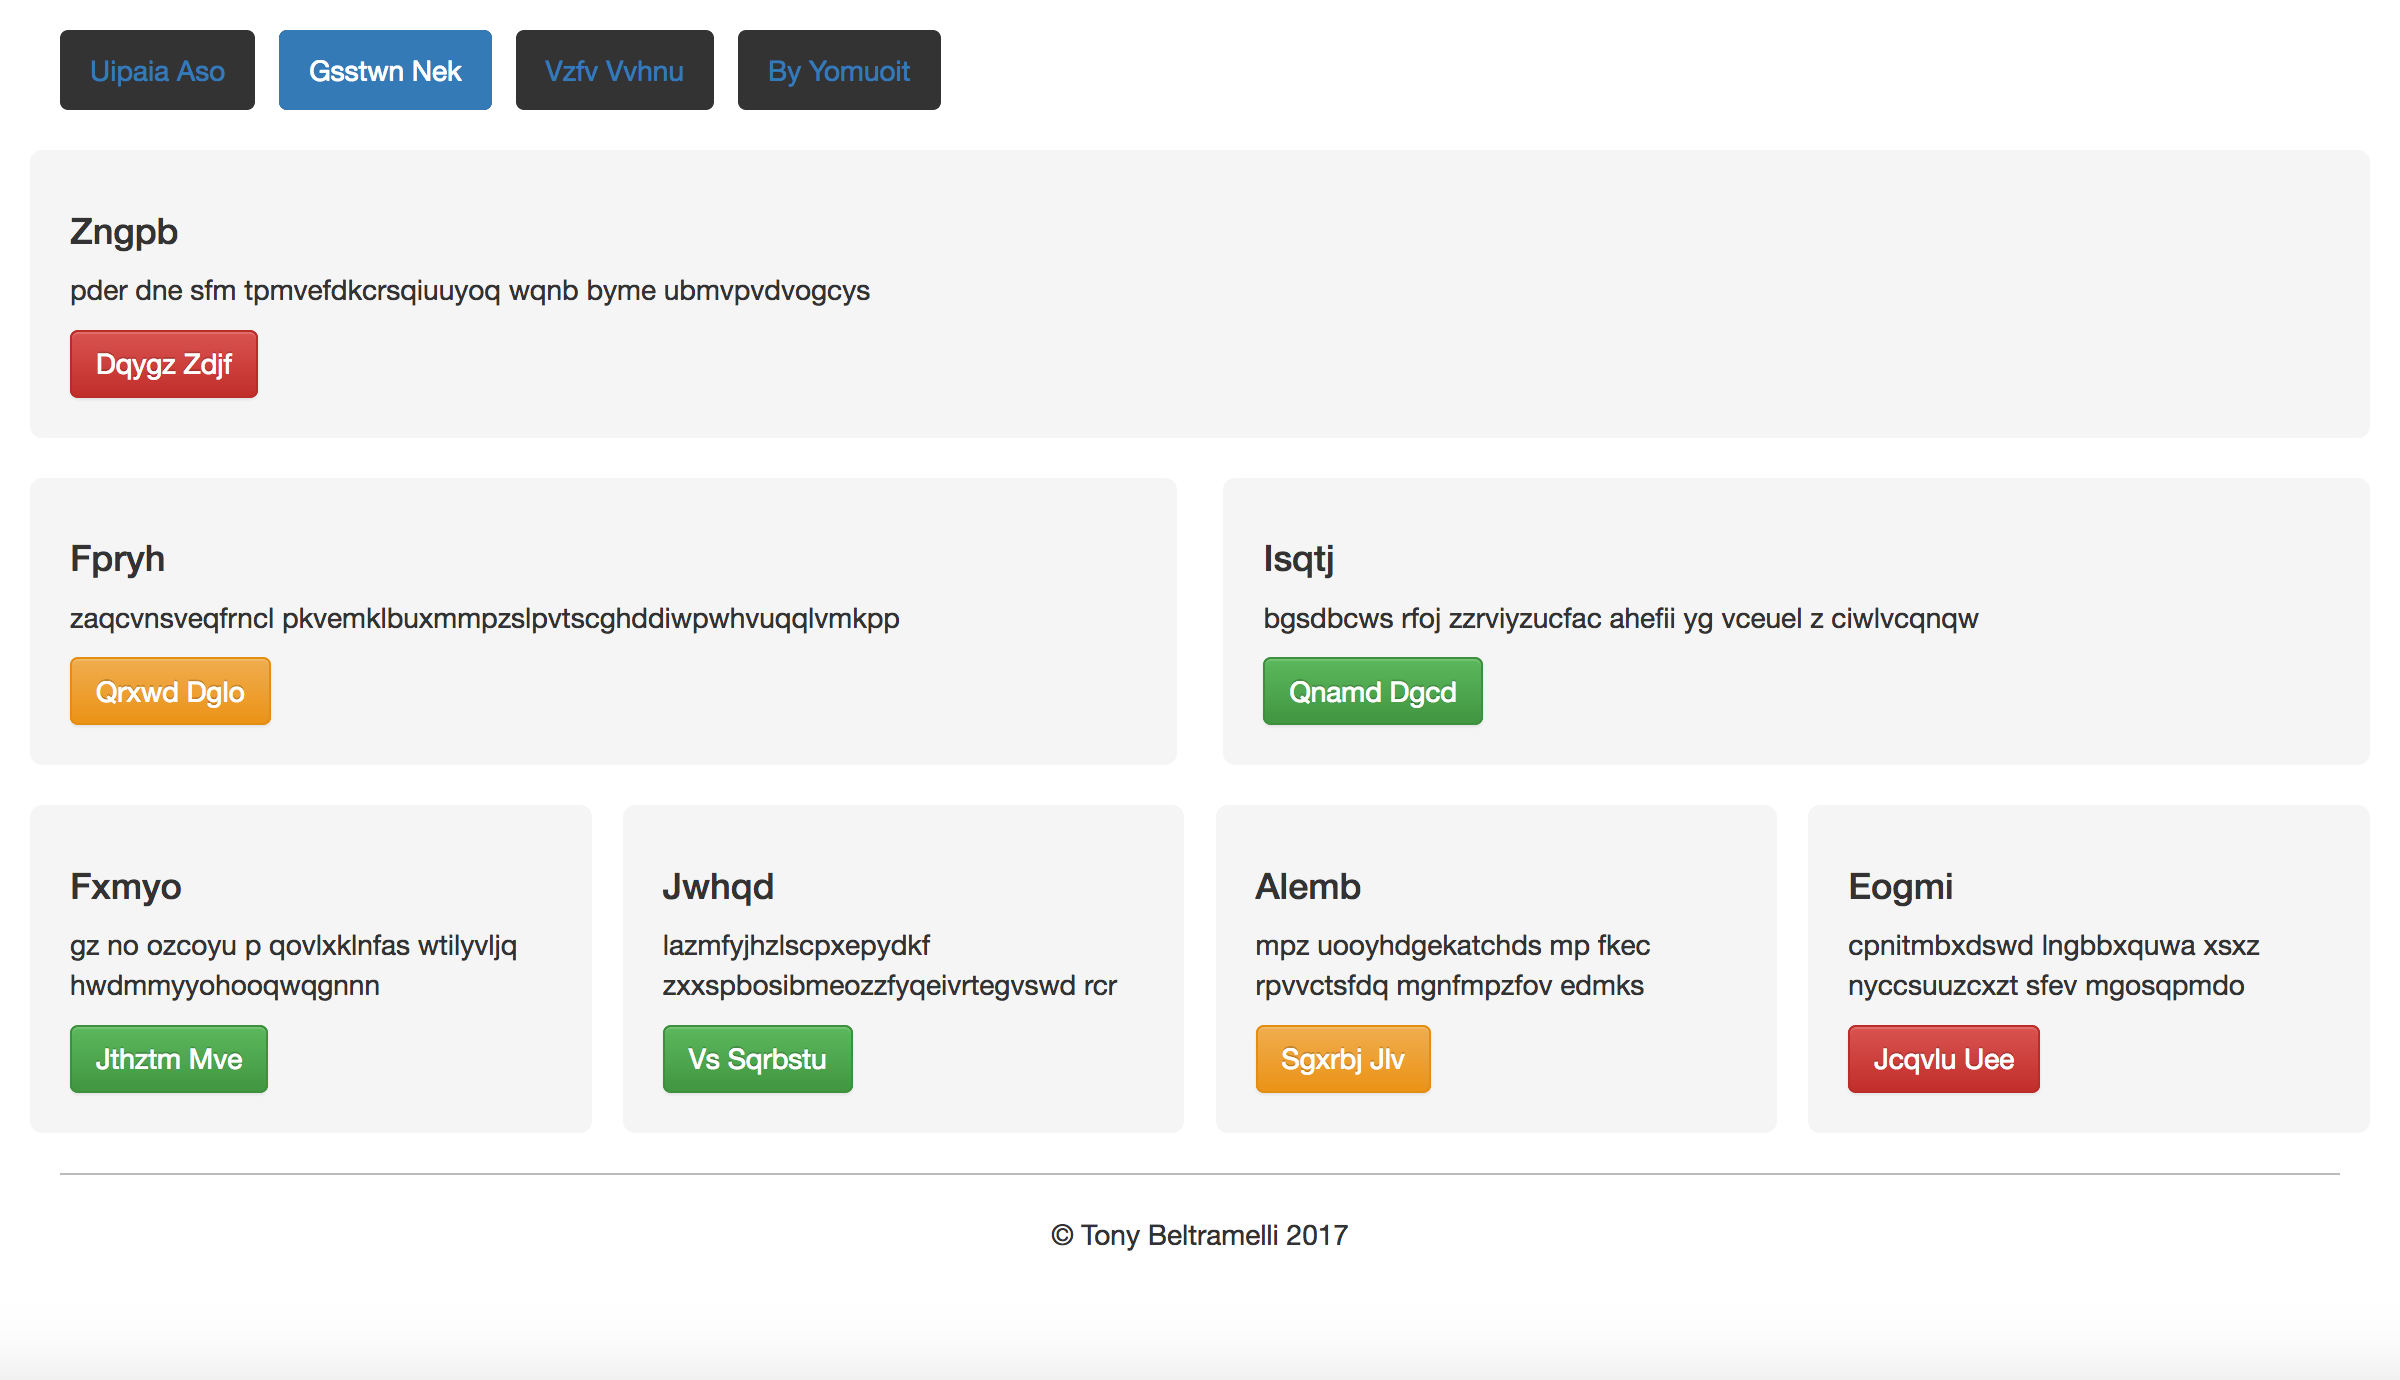 Uipaia Aso
Gsstwn Nek
Vzfv Vvhnu
By Yomuoit
Zngpb
pder dne sfm tpmvefdkcrsqiuuyoq wqnb byme ubmvpvdvogcys
Dqygz Zdjf
Fpryh
zaqcvnsveqfrncl pkvemklbuxmmpzslpvtscghddiwpwhvuqqlvmkpp
Qrxwd Dglo
Isqtj
bgsdbcws rfoj zzrviyzucfac ahefii yg vceuel z ciwlvcqnqw
Qnamd Dgcd
Fxmyo
gz no ozcoyu p qovlxklnfas wtilyvljq
hwdmmyyohooqwqgnnn
Jthztm Mve
Jwhqd
lazmfyjhzlscpxepydkf
zxxspbosibmeozzfyqeivrtegvswd rcr
Vs Sqrbstu
Alemb
mpz uooyhdgekatchds mp fkec
rpvvctsfdq mgnfmpzfov edmks
Sgxrbj Jlv
Eogmi
cpnitmbxdswd lngbbxquwa xsxz
nyccsuuzcxzt sfev mgosqpmdo
Jcqvlu Uee
© Tony Beltramelli 2017